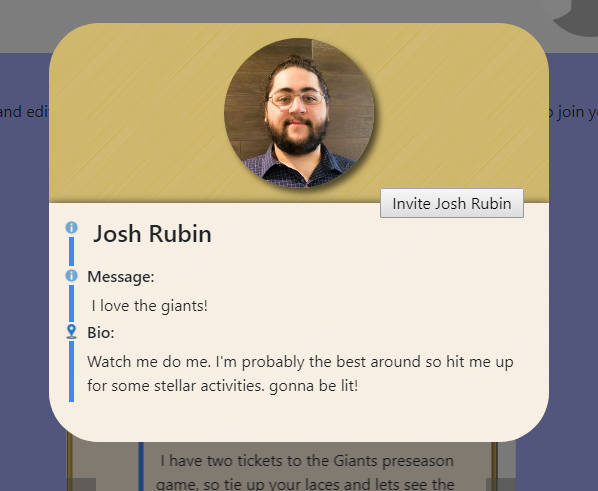 and edi
o join yo
Invite Josh Rubin
Josh Rubin
Message:
I love the giants!
Bio:
Watch me do me. I'm probably the best around so hit me up
for some stellar activities. gonna be lit!
I have two tickets to the Giants preseason
game, so tie up your laces and lets see the